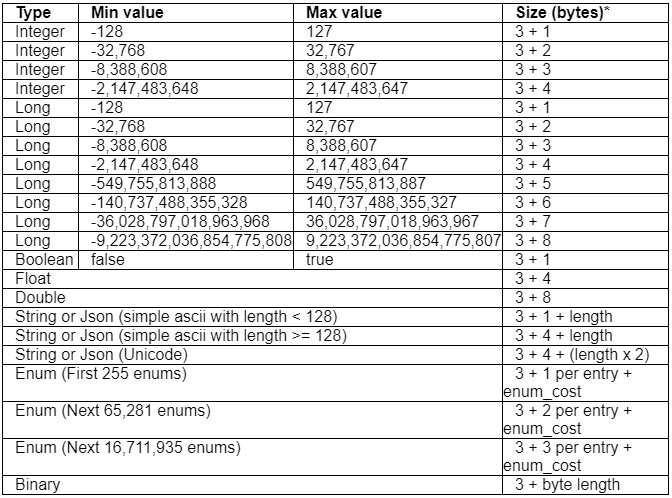 Type Min value Max value Size (bytes)*
Integer -128 127 3 + 1
Integer -32,768 32,767 3 + 2
Integer -8,388,608 8,388,607 3 + 3
Integer -2,147,483,648 2,147,483,647 3 + 4
Long -128 127 3 + 1
Long -32,768 32,767 3 + 2
Long -8,388,608 8,388,607 3 + 3
Long -2,147,483,648 2,147,483,647 3 + 4
Long -549,755,813,888 549,755,813,887 3 + 5
Long -140,737,488,355,328 140,737,488,355,327 3 + 6
Long -36,028,797,018,963,968 36,028,797,018,963,967 3 + 7
Long -9,223,372,036,854,775,808 9,223,372,036,854,775,807 3 + 8
Boolean false true 3 + 1
Float 3 + 4
Double 3 + 8
String or Json (simple ascii with length < 128) 3 + 1 + length
String or Json (simple ascii with length >= 128) 3 + 4 + length
String or Json (Unicode) 3 + 4 + (length x 2)
Enum (First 255 enums) 3 + 1 per entry +
enum_cost
Enum (Next 65,281 enums) 3 + 2 per entry +
enum_cost
Enum (Next 16,711,935 enums) 3 + 3 per entry +
enum_cost
Binary 3 + byte length